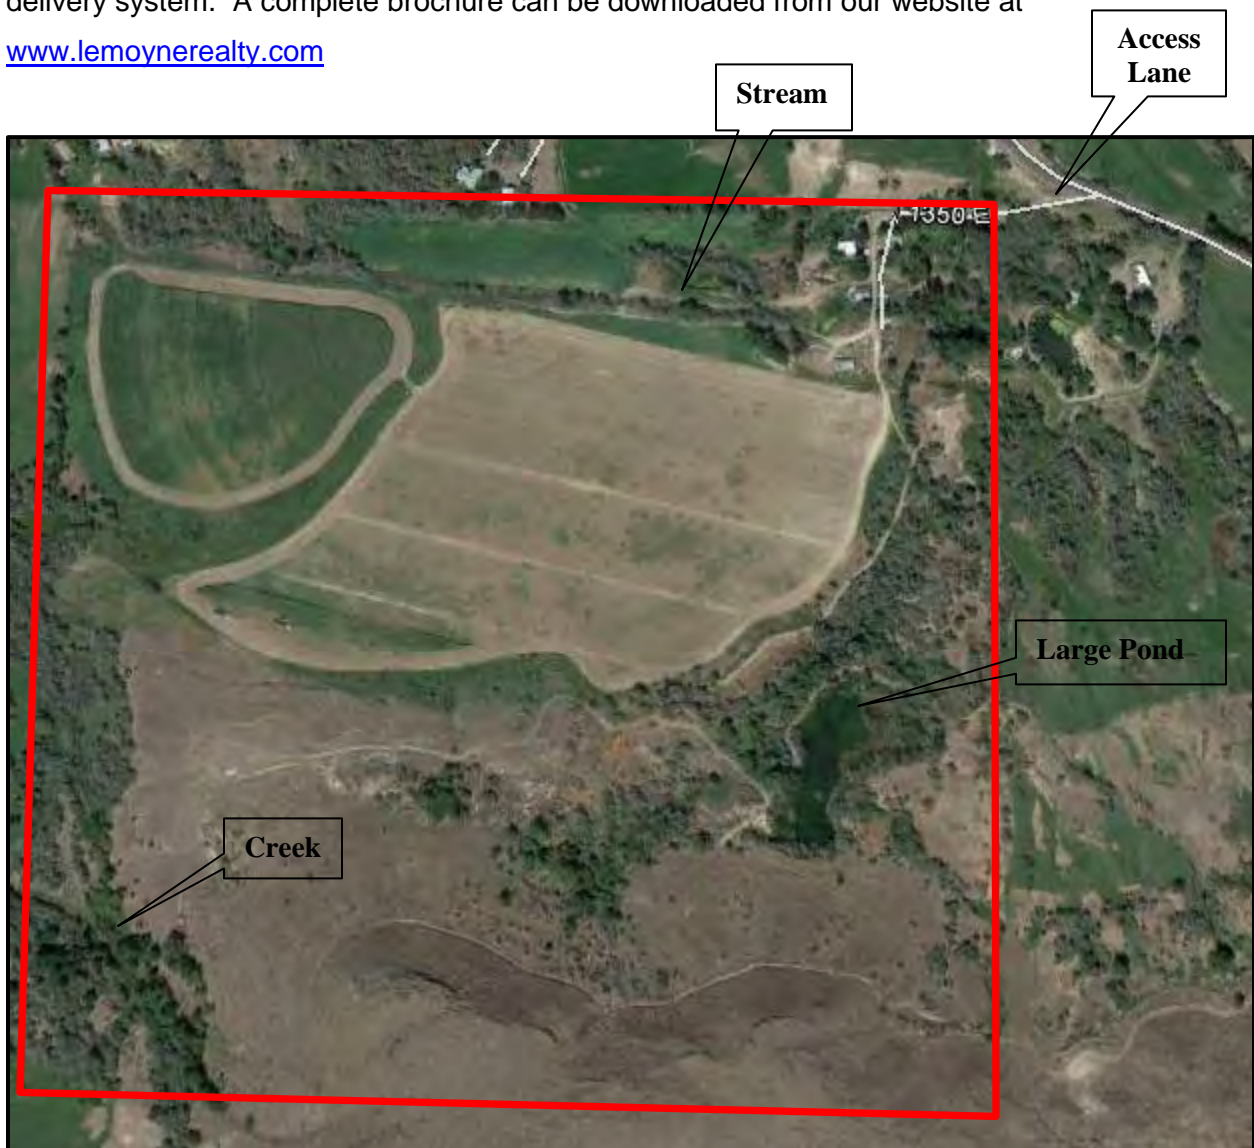 delivery system. A complete brochure can be downloaded from our website at
www.lemoynerealty.com
Access
Lane
Stream
1350 E
Large Pond
Creek